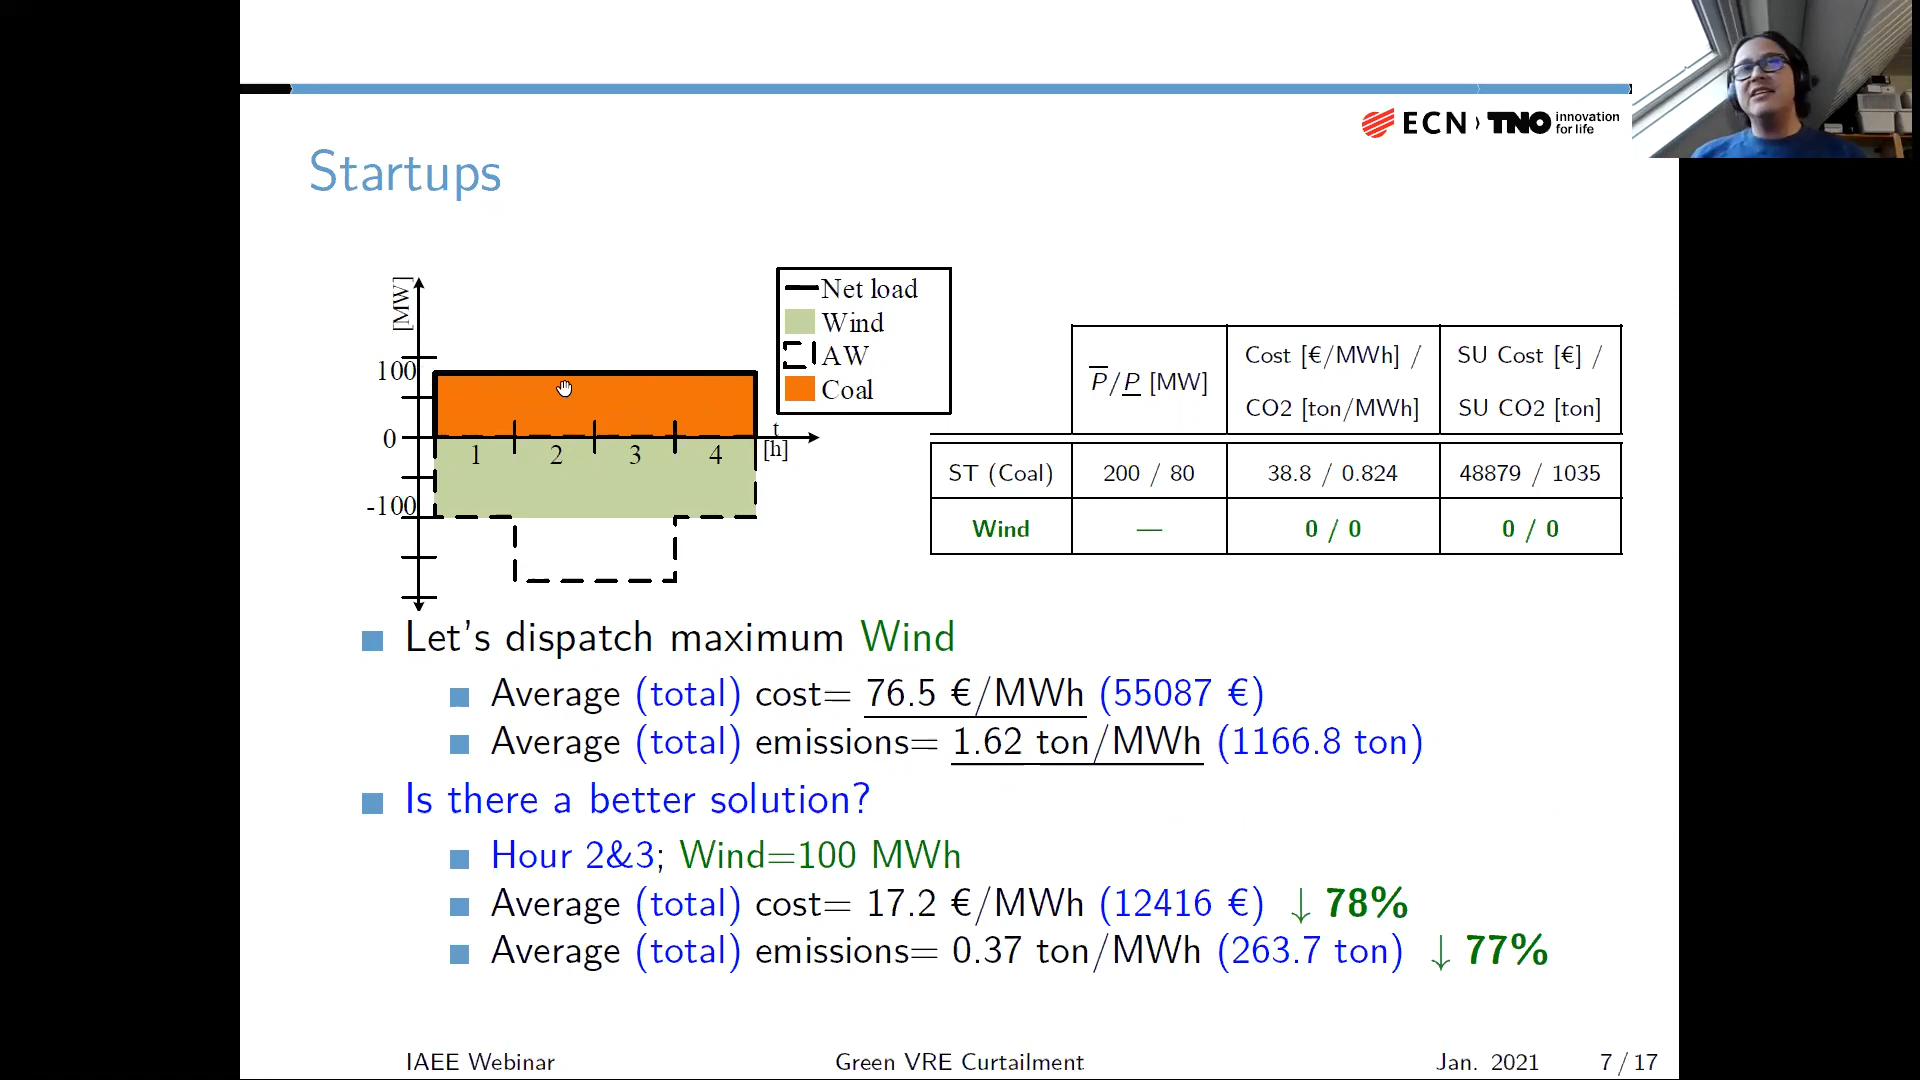 ECN › TNO innovation for life
Startups
[MW]
100
0
-100
1 2 3 4
t
[h]
Net load
Wind
AW
Coal
P/P [MW]
Cost [€/MWh] /
CO2 [ton/MWh]
SU Cost [€] /
SU CO2 [ton]
ST (Coal) 200 / 80 38.8 / 0.824 48879 / 1035
Wind — 0 / 0 0 / 0
Let's dispatch maximum Wind
Average (total) cost= 76.5 €/MWh (55087 €)
Average (total) emissions= 1.62 ton/MWh (1166.8 ton)
Is there a better solution?
Hour 2&3; Wind=100 MWh
Average (total) cost= 17.2 €/MWh (12416 €) ↓ 78%
Average (total) emissions= 0.37 ton/MWh (263.7 ton) ↓ 77%
IAEE Webinar Green VRE Curtailment Jan. 2021 7 / 17